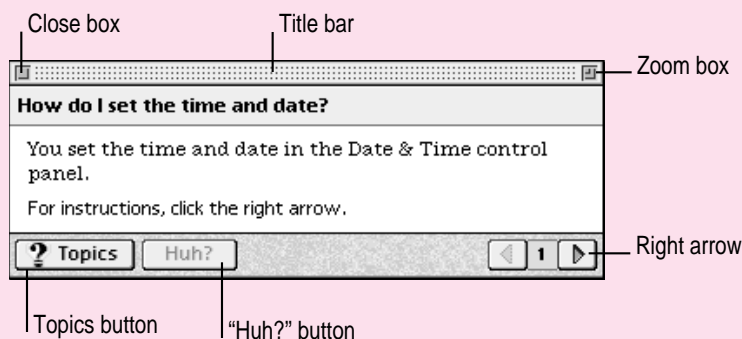 Close box
Title bar
Zoom box
How do I set the time and date?
You set the time and date in the Date & Time control
panel.
For instructions, click the right arrow.
? Topics
Huh?
1
Right arrow
Topics button
“Huh?” button